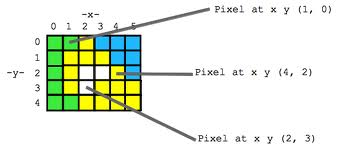 -x-
0 1 2 3 4 5
Pixel at x y (1, 0)
0
1
-y- 2
Pixel at x y (4, 2)
3
4
Pixel at x y (2, 3)